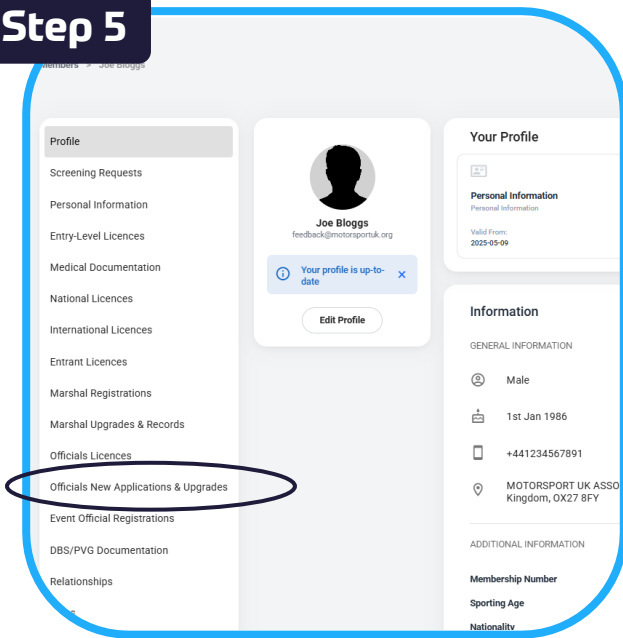 Step 5
Members > Joe Bloggs
Profile
Screening Requests
Personal Information
Entry-Level Licences
Medical Documentation
National Licences
International Licences
Entrant Licences
Marshal Registrations
Marshal Upgrades & Records
Officials Licences
Officials New Applications & Upgrades
Event Official Registrations
DBS/PVG Documentation
Relationships
Joe Bloggs
feedback@motorsportuk.org
Your profile is up-to-
date
Edit Profile
Your Profile
Personal Information
Personal Information
Valid From:
2025-05-09
Information
GENERAL INFORMATION
Male
1st Jan 1986
+441234567891
MOTORSPORT UK ASSO
Kingdom, OX27 8FY
ADDITIONAL INFORMATION
Membership Number
Sporting Age
Nationality